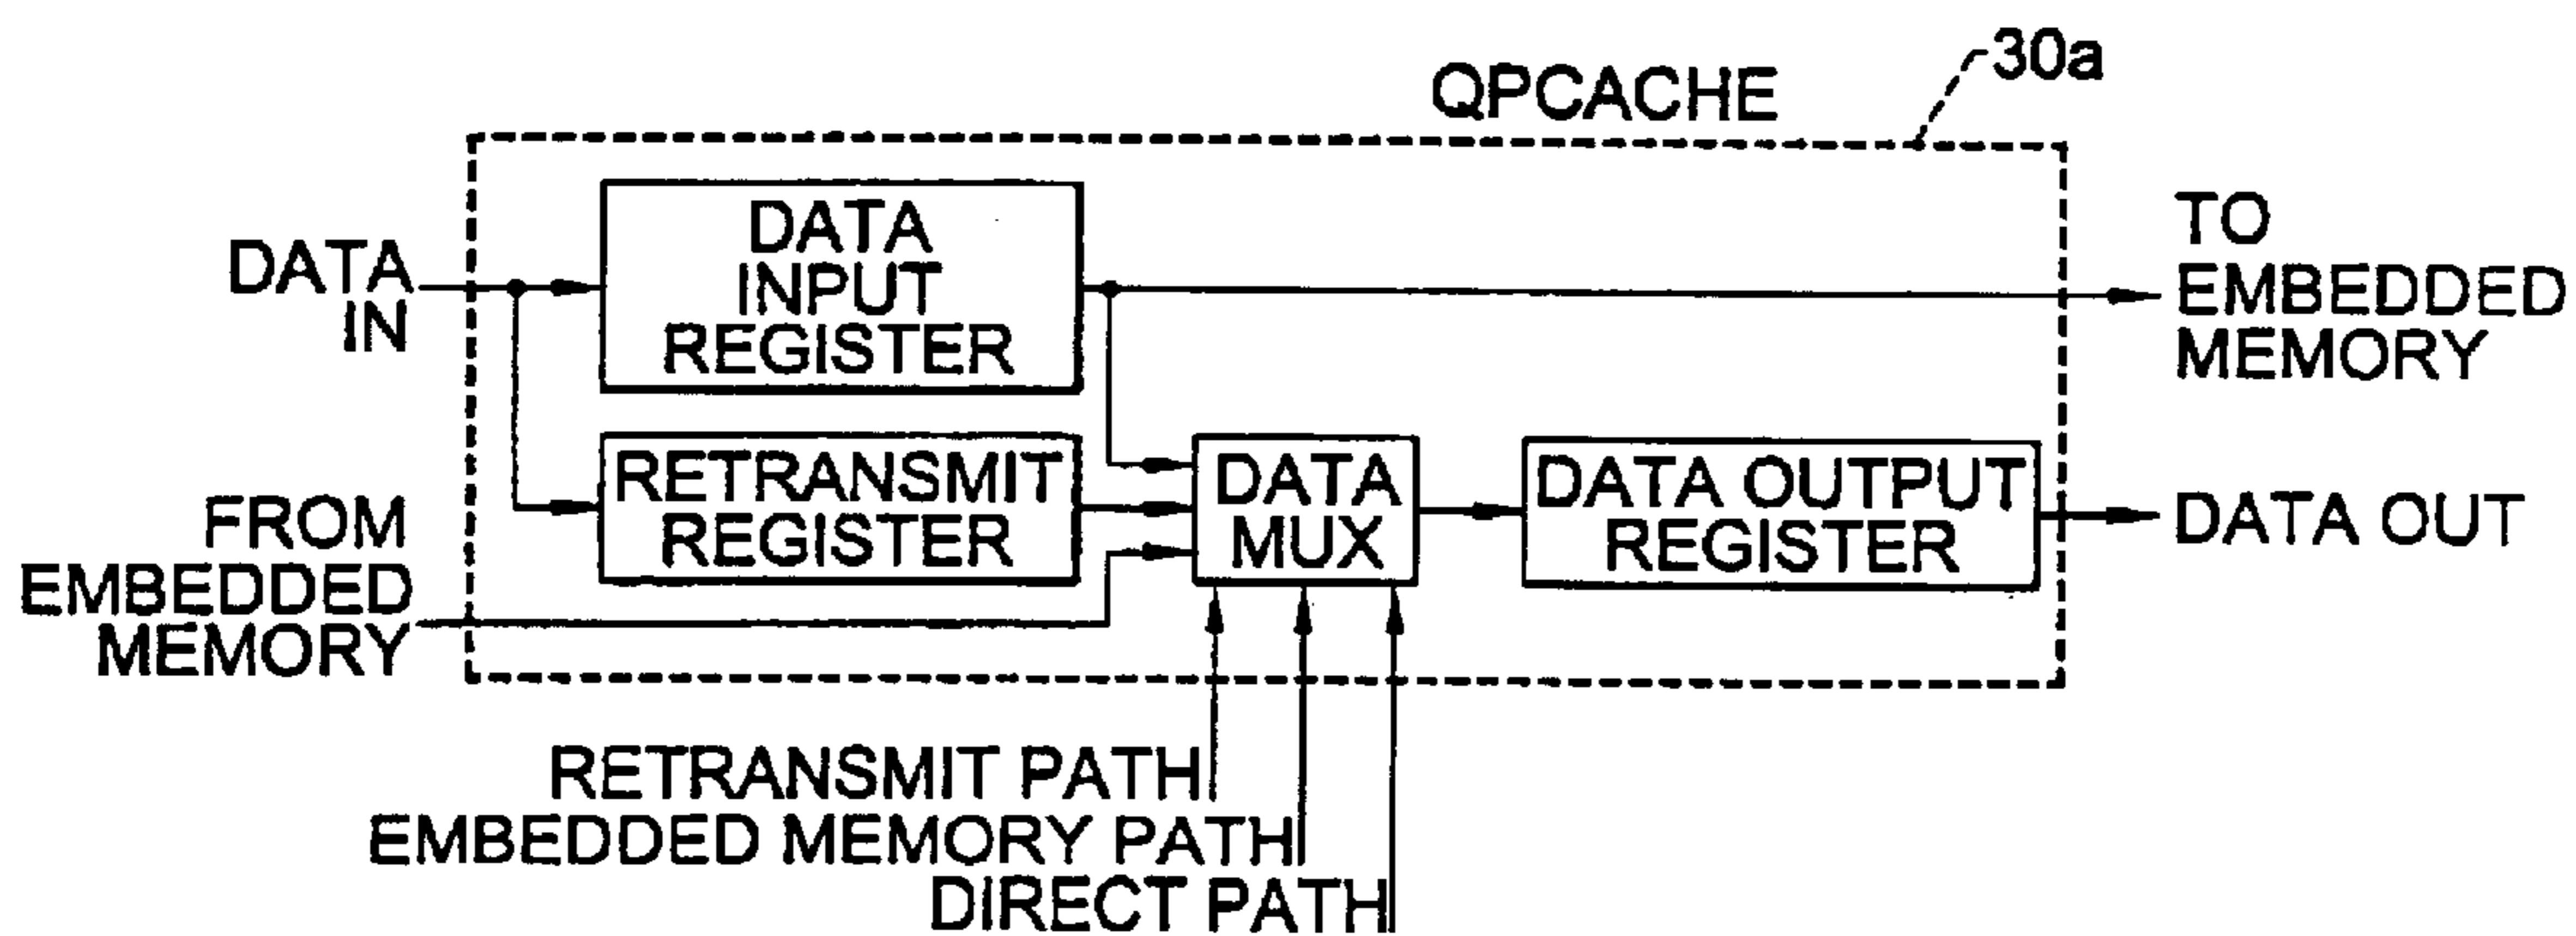 30a
QPCACHE
DATA
IN
DATA
INPUT
REGISTER
TO
EMBEDDED
MEMORY
FROM
EMBEDDED
MEMORY
RETRANSMIT
REGISTER
DATA
MUX
DATA OUTPUT
REGISTER
DATA OUT
RETRANSMIT PATH
EMBEDDED MEMORY PATH
DIRECT PATH